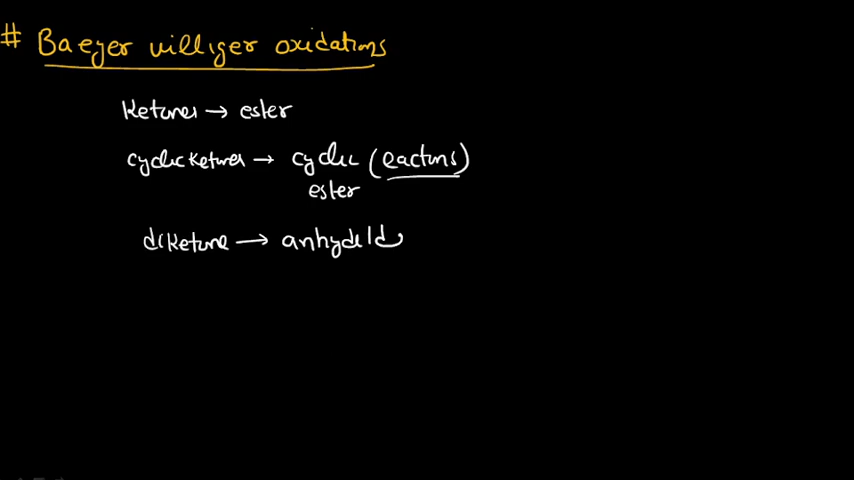 # Baeyer villiger oxidations
Ketones → ester
cyclic ketones → cyclic (lactons)
ester
diketone → anhydride